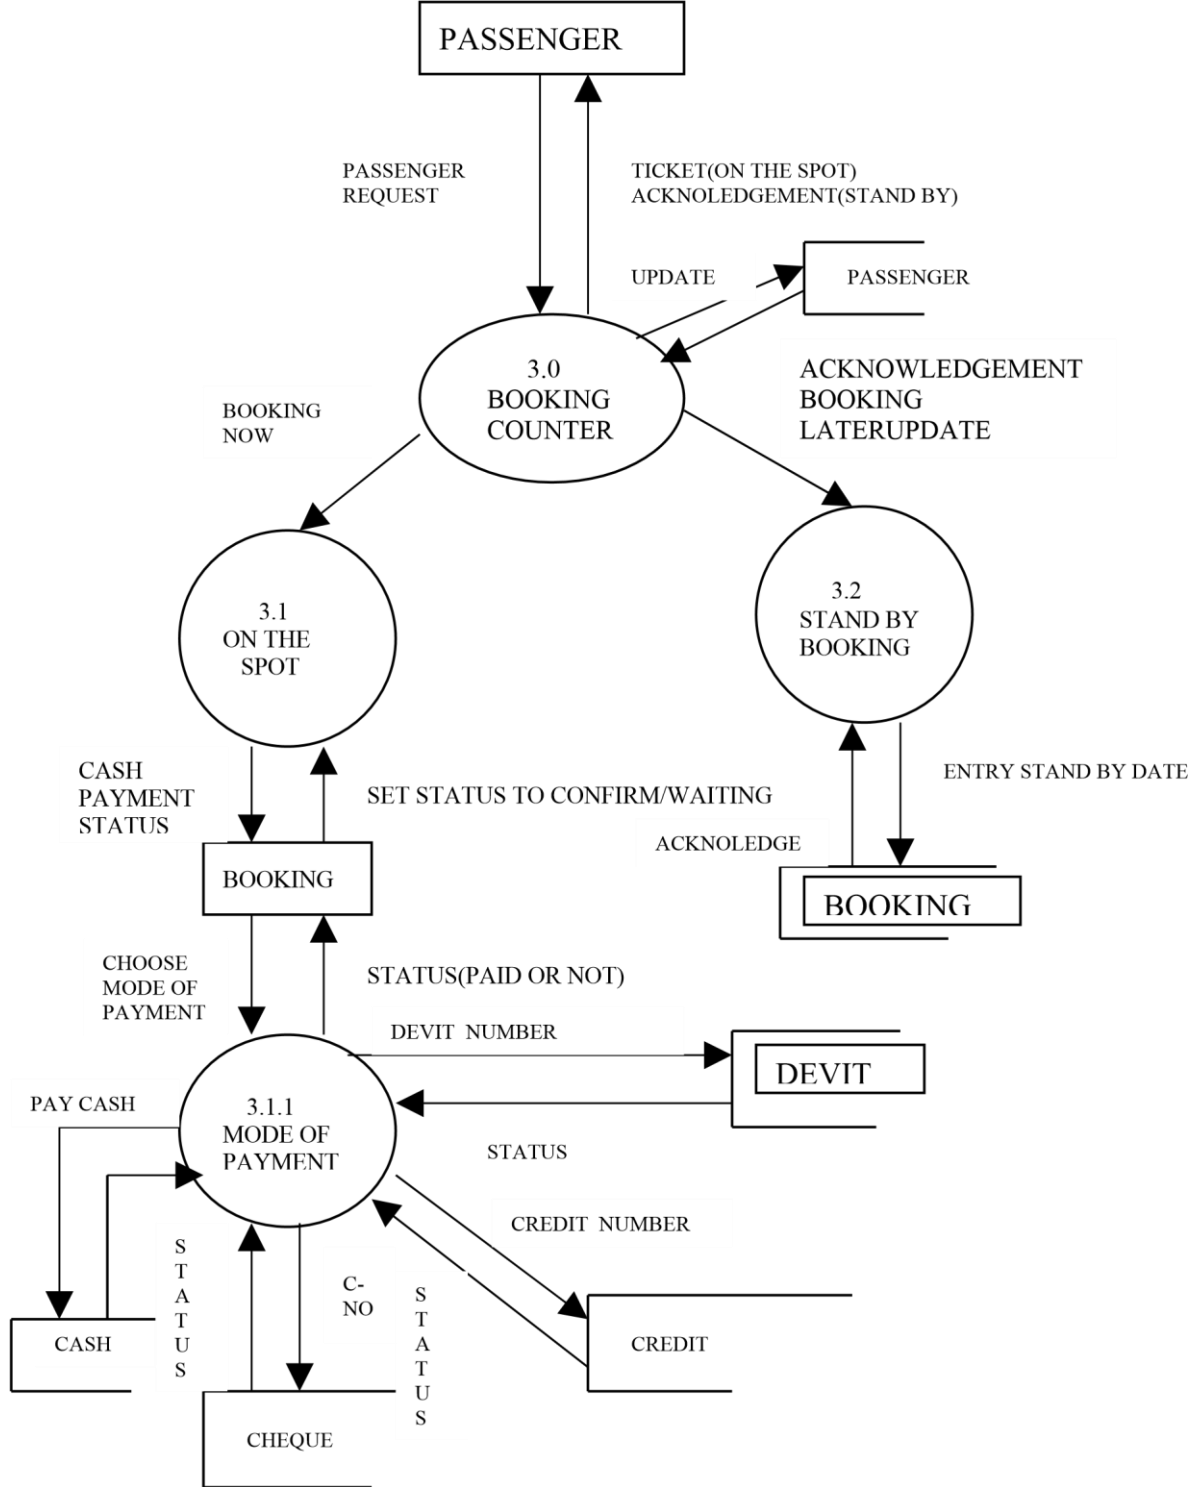 PASSENGER
PASSENGER
REQUEST
TICKET(ON THE SPOT)
ACKNOLEDGEMENT(STAND BY)
UPDATE
PASSENGER
3.0
BOOKING
COUNTER
ACKNOWLEDGEMENT
BOOKING
LATERUPDATE
BOOKING
NOW
3.1
ON THE
SPOT
3.2
STAND BY
BOOKING
CASH
PAYMENT
STATUS
SET STATUS TO CONFIRM/WAITING
ENTRY STAND BY DATE
ACKNOLEDGE
BOOKING
BOOKING
CHOOSE
MODE OF
PAYMENT
STATUS(PAID OR NOT)
DEVIT NUMBER
DEVIT
PAY CASH
3.1.1
MODE OF
PAYMENT
STATUS
CREDIT NUMBER
STATUS
C-
NO
STATUS
CASH
CREDIT
CHEQUE